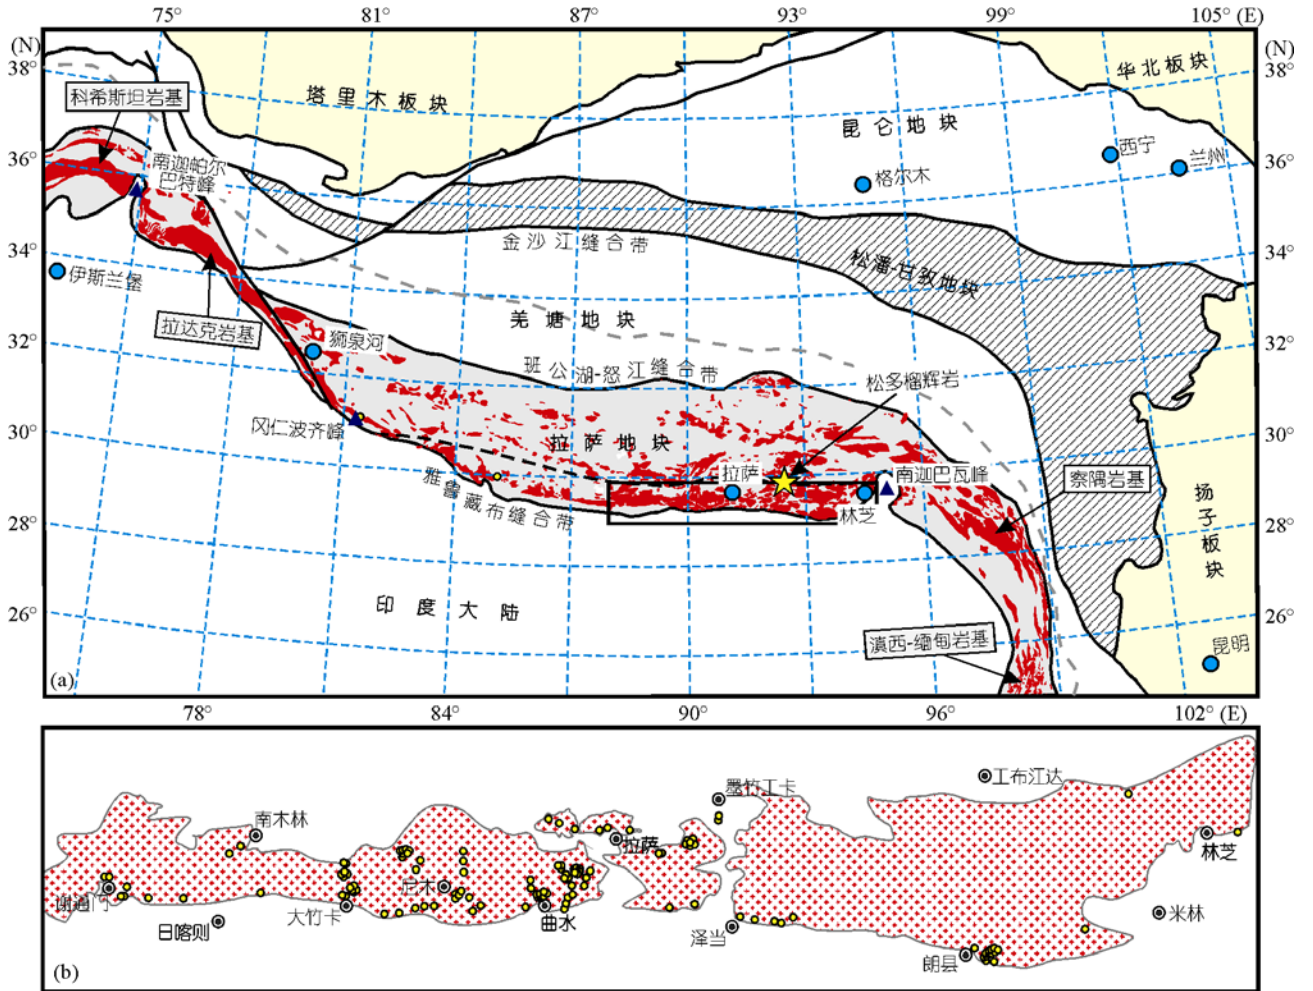 75° 81° 87° 93° 99° 105° (E)
(N) (N)
38° 38°
36° 36°
34° 34°
32° 32°
30° 30°
28° 28°
26° 26°
塔里木板块
华北板块
科希斯坦岩基
昆仑地块
西宁
兰州
南迦帕尔
巴特峰
格尔木
金沙江缝合带
松潘-甘孜地块
伊斯兰堡
拉达克岩基
羌塘地块
狮泉河
班公湖-怒江缝合带
松多榴辉岩
冈仁波齐峰
拉萨地块
拉萨
南迦巴瓦峰
察隅岩基
雅鲁藏布缝合带
林芝
扬子板块
印度大陆
滇西-缅甸岩基
昆明
(a)
78° 84° 90° 96° 102° (E)
墨竹工卡
工布江达
南木林
拉萨
林芝
谢通门
尼木
大竹卡
曲水
日喀则
泽当
米林
朗县
(b)